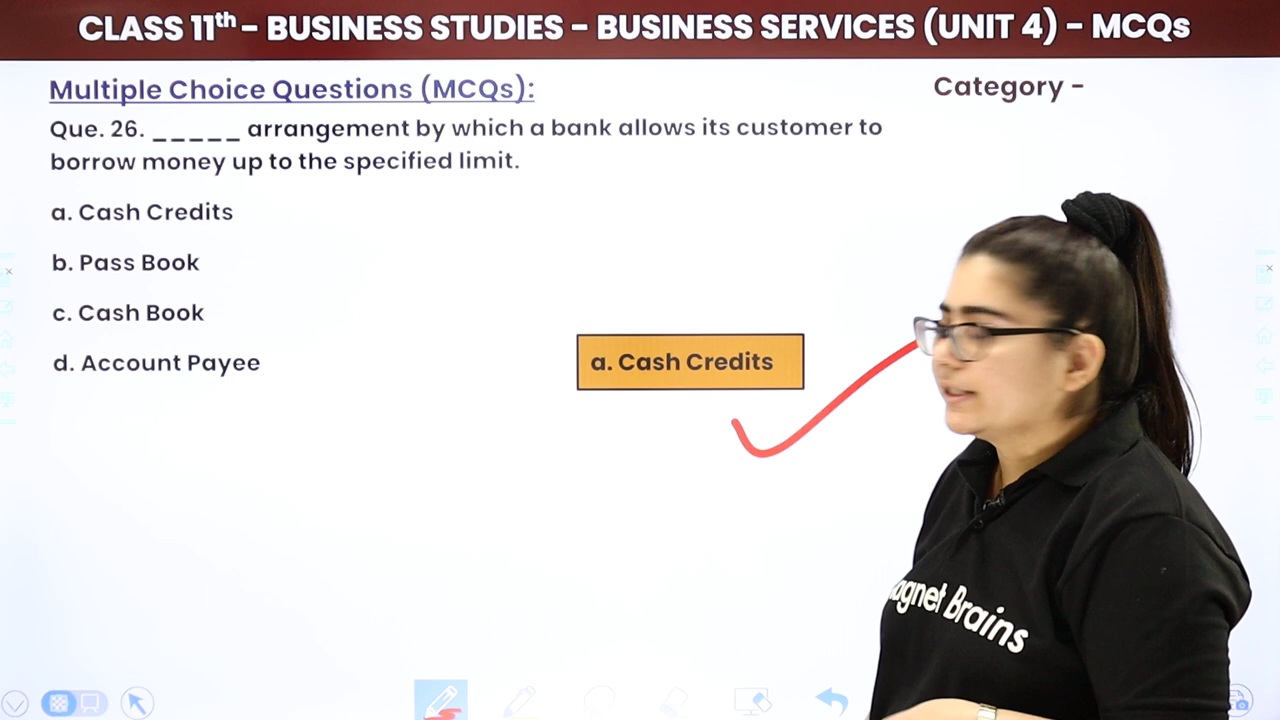 CLASS 11th - BUSINESS STUDIES - BUSINESS SERVICES (UNIT 4) - MCQs
Multiple Choice Questions (MCQs):
Category -
Que. 26. _____ arrangement by which a bank allows its customer to
borrow money up to the specified limit.
a. Cash Credits
b. Pass Book
c. Cash Book
d. Account Payee
a. Cash Credits
agnet Brains